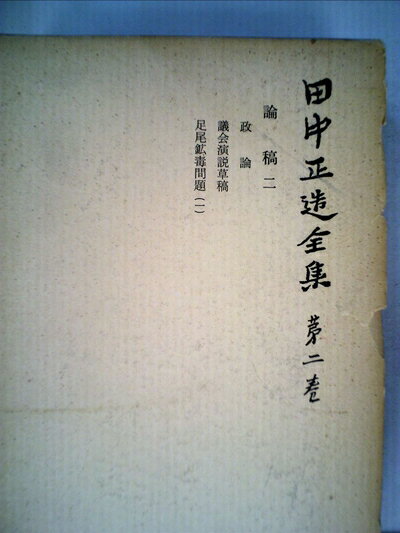 田中正造全集 第二巻
論稿二
政論
議会演説草稿
足尾鉱毒問題(一)